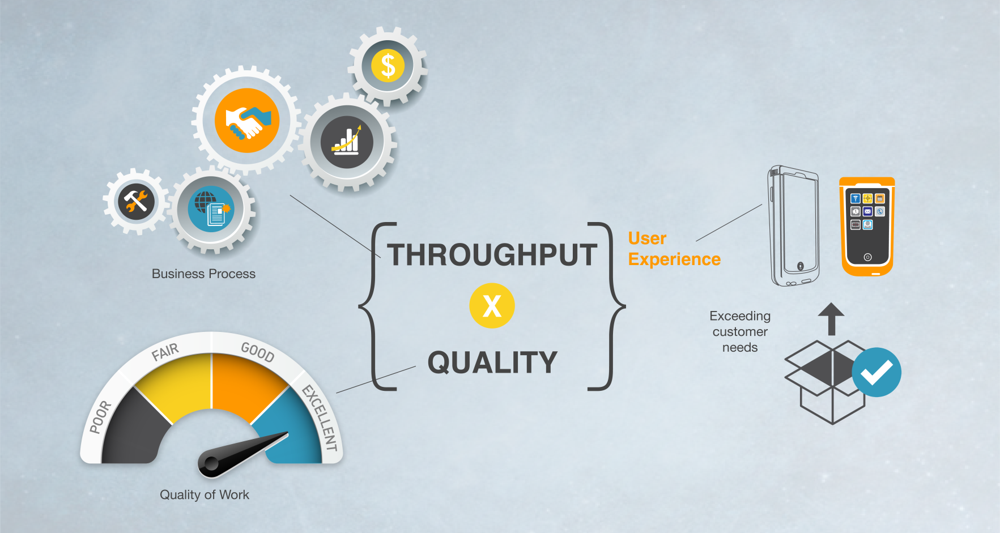 $
Business Process
THROUGHPUT
X
QUALITY
User
Experience
Exceeding
customer
needs
POOR
FAIR
GOOD
EXCELLENT
Quality of Work